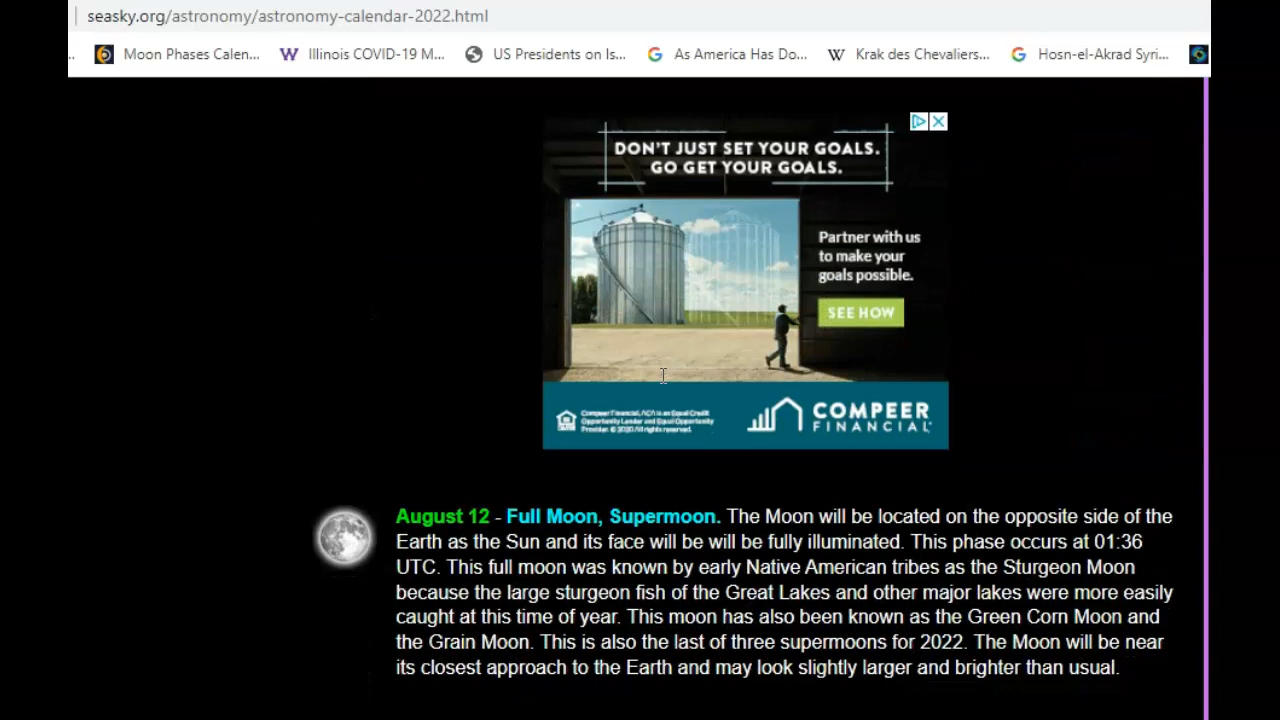 seasky.org/astronomy/astronomy-calendar-2022.html
.. Moon Phases Calen... Illinois COVID-19 M... US Presidents on Is... As America Has Do... Krak des Chevaliers... Hosn-el-Akrad Syri...
DON'T JUST SET YOUR GOALS.
GO GET YOUR GOALS.
Partner with us
to make your
goals possible.
SEE HOW
Compeer Financial, ACA is an Equal Credit
Opportunity Lender and Equal Opportunity
Provider. © 2020 All rights reserved.
COMPEER
FINANCIAL®
August 12 - Full Moon, Supermoon. The Moon will be located on the opposite side of the
Earth as the Sun and its face will be will be fully illuminated. This phase occurs at 01:36
UTC. This full moon was known by early Native American tribes as the Sturgeon Moon
because the large sturgeon fish of the Great Lakes and other major lakes were more easily
caught at this time of year. This moon has also been known as the Green Corn Moon and
the Grain Moon. This is also the last of three supermoons for 2022. The Moon will be near
its closest approach to the Earth and may look slightly larger and brighter than usual.